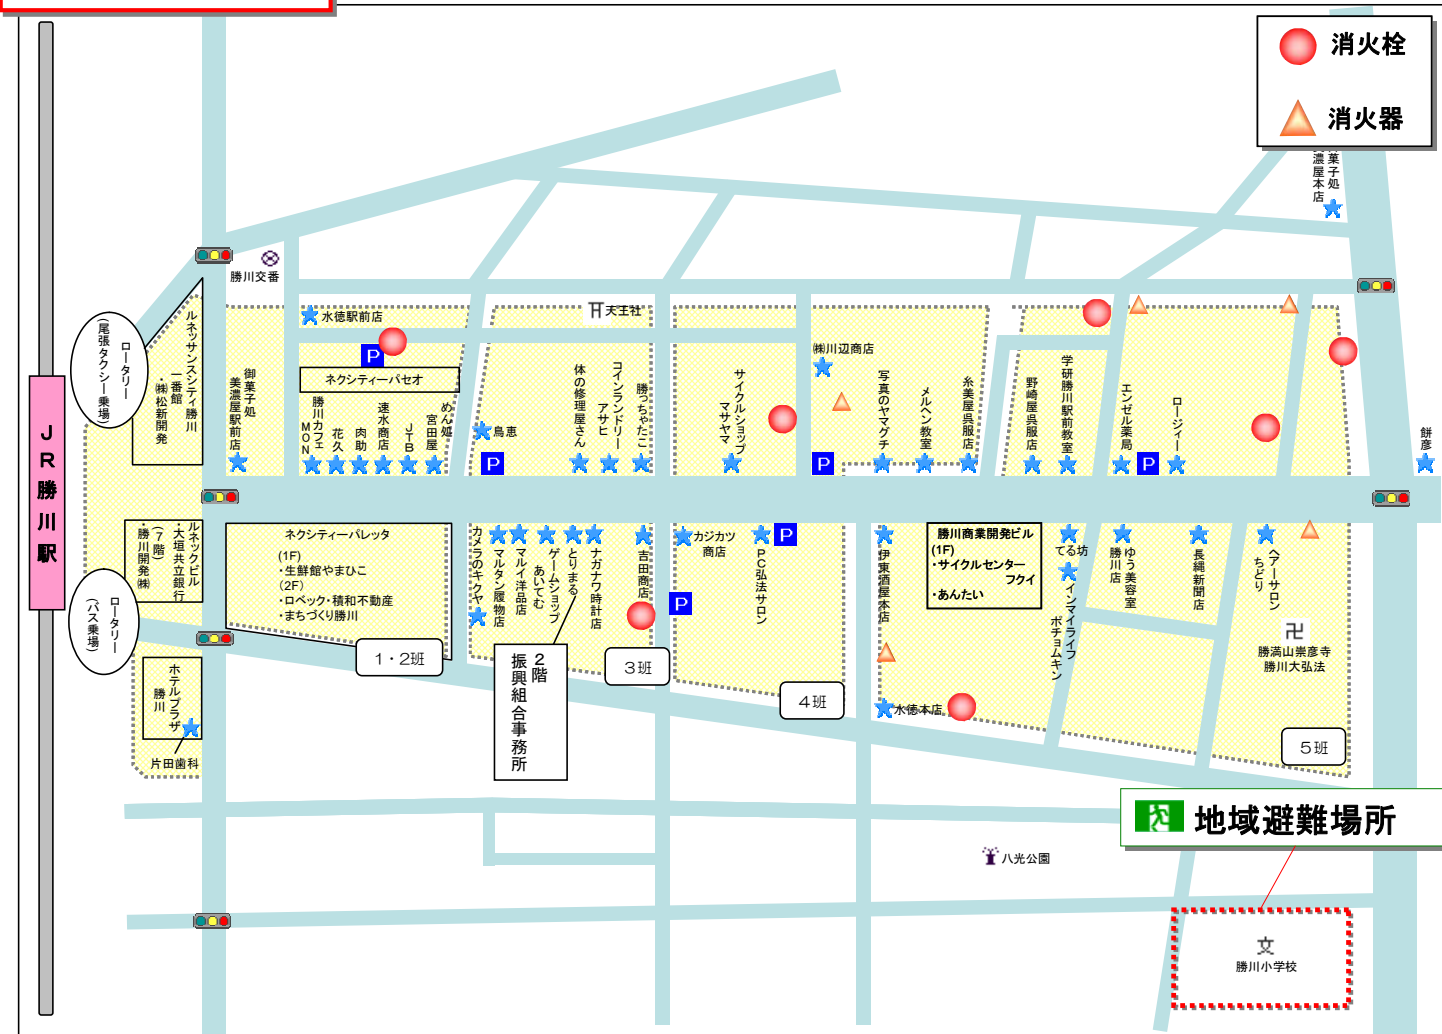 消火栓
消火器
菓子処
美濃屋本店
勝川交番
水徳駅前店
天王社
(尾張タクシー乗場)
ロータリー
ルネッサンスシティ勝川
一番館
・㈱松新開発
御菓子処
美濃屋駅前店
P
ネクシティーパセオ
勝川カフェ
MON
花久
肉助
速水商店
JTB
めん処
宮田屋
鳥恵
P
体の修理屋さん
コインランドリー
アサヒ
勝っちゃたこ
サイクルショップ
マサヤマ
㈱川辺商店
P
写真のヤマグチ
メルヘン教室
糸美屋呉服店
野崎屋呉服店
学研勝川駅前教室
エンゼル薬局
P
ロージィー
餅彦
JR勝川駅
ルネックビル
・大垣共立銀行
(7階)
・勝川開発㈱
ロータリー
(バス乗場)
ネクシティーパレッタ
(1F)
・生鮮館やまひこ
(2F)
・ロベック・積和不動産
・まちづくり勝川
1・2班
カメラのキクヤ
マルタン履物店
マルイ洋品店
ゲームショップ
あいてむ
とりまる
ナガナワ時計店
吉田商店
2階
振興組合事務所
3班
カジカツ
商店
P
P
PC弘法サロン
4班
伊東酒屋本店
水徳本店
勝川商業開発ビル
(1F)
・サイクルセンター
フクイ
・あんたい
てる坊
インマイライフ
ポチョムキン
ゆう美容室
勝川店
長縄新聞店
ヘアーサロン
ちどり
勝満山崇彦寺
勝川大弘法
5班
ホテルプラザ
勝川
片田歯科
地域避難場所
八光公園
文
勝川小学校